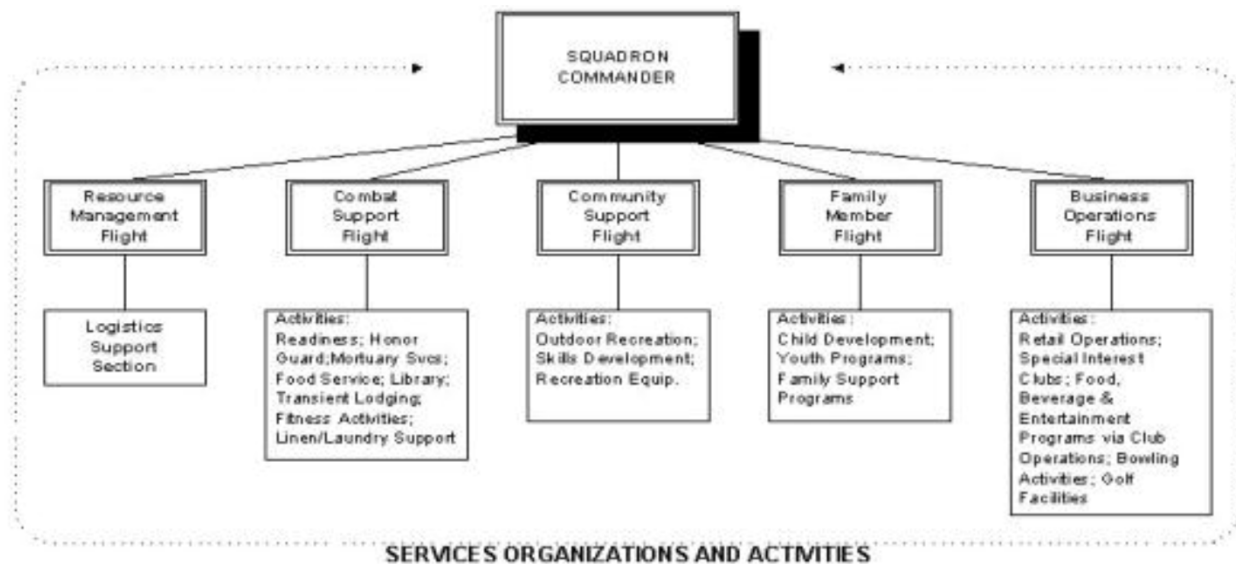 SQUADRON
COMMANDER
Resource
Management
Flight
Combat
Support
Flight
Community
Support
Flight
Family
Member
Flight
Business
Operations
Flight
Logistics
Support
Section
Activities:
Readiness; Honor
Guard;Mortuary Svcs;
Food Service; Library;
Transient Lodging;
Fitness Activities;
Linen/Laundry Support
Activities:
Outdoor Recreation;
Skills Development;
Recreation Equip.
Activities:
Child Development;
Youth Programs;
Family Support
Programs
Activities:
Retail Operations;
Special Interest
Clubs; Food,
Beverage &
Entertainment
Programs via Club
Operations; Bowling
Activities; Golf
Facilities
SERVICES ORGANIZATIONS AND ACTIVITIES